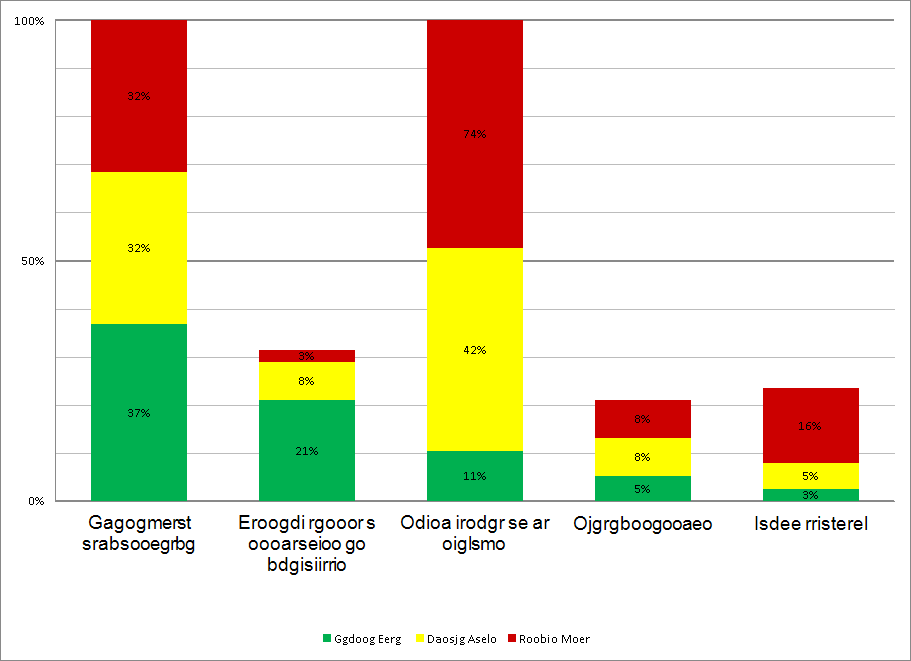 100%
50%
0%
32%
32%
37%
3%
8%
21%
74%
42%
11%
8%
8%
5%
16%
5%
3%
Gagogmerst
srabsooegrbg
Eroogdi rgooor s
oooarseioo go
bdgisiirrio
Odioa irodgr se ar
oiglsmo
Ojgrgboogooaeo
Isdee rristerel
Ggdoog Eerg
Daosjg Aselo
Roobio Moer